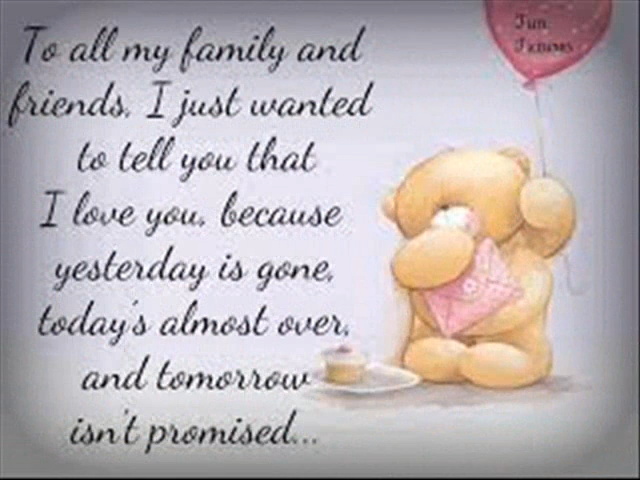 To all my family and
friends, I just wanted
to tell you that
I love you, because
yesterday is gone,
today's almost over,
and tomorrow
isn't promised...